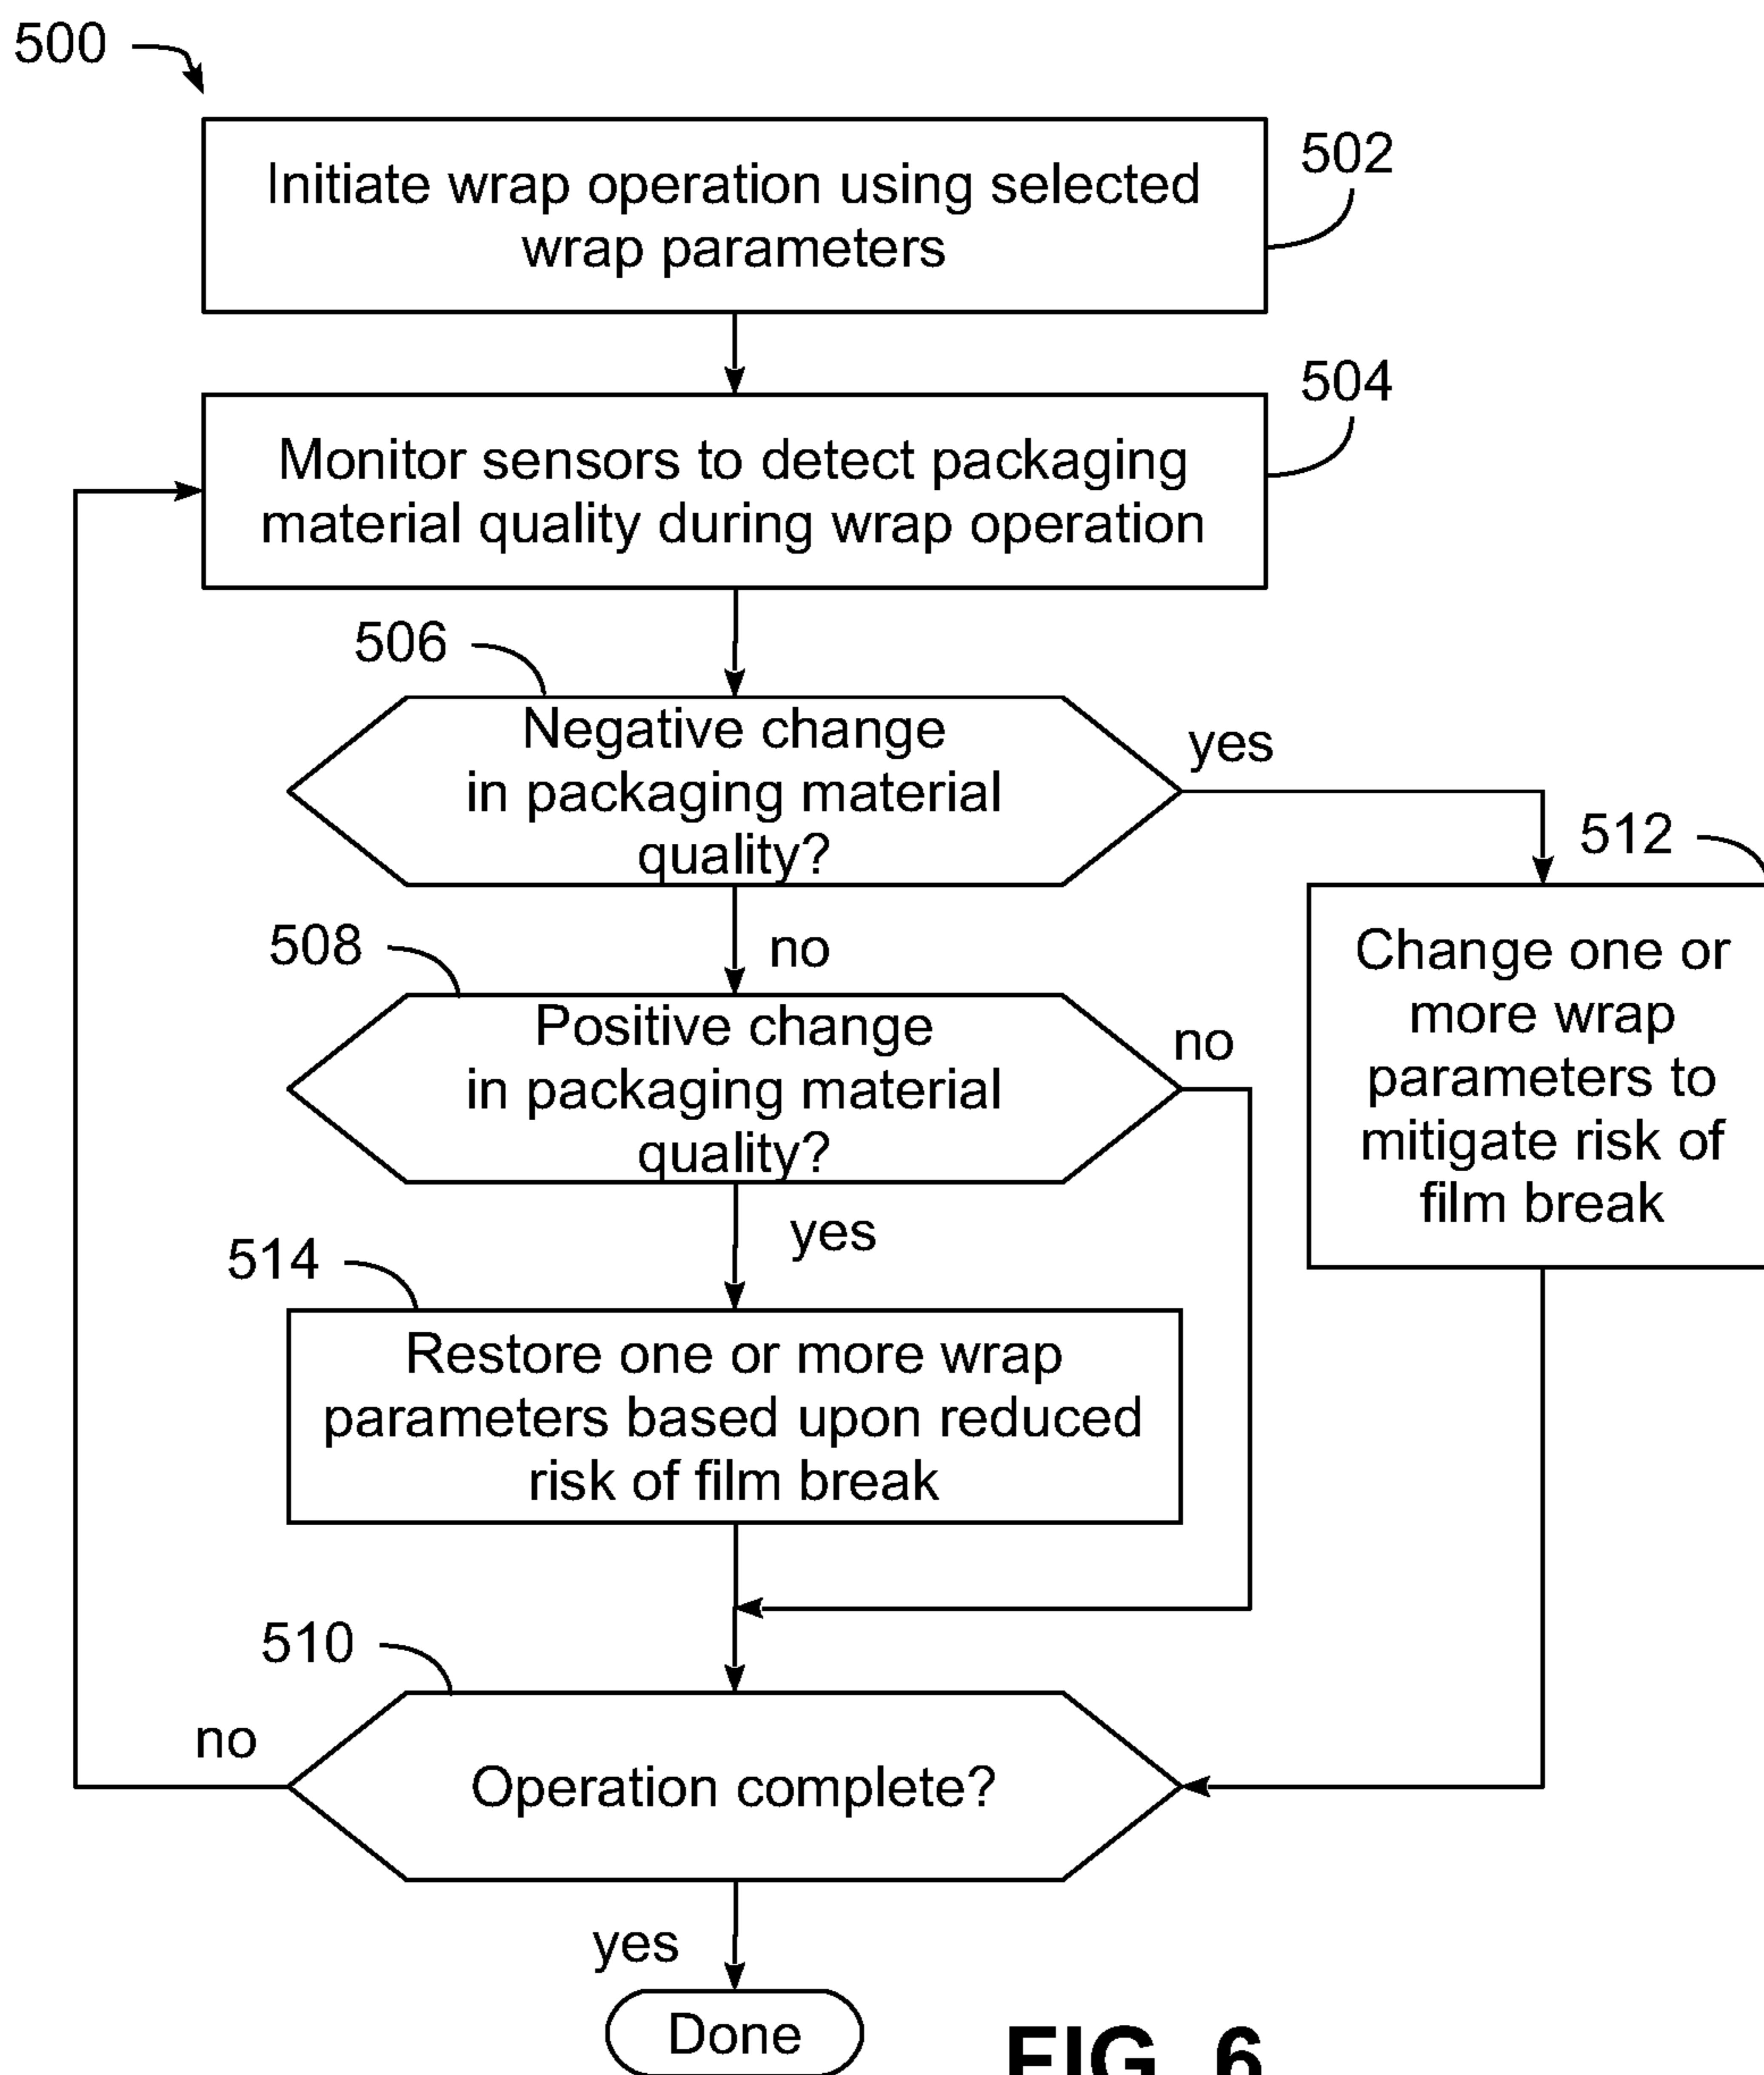 500
Initiate wrap operation using selected
wrap parameters
502
Monitor sensors to detect packaging
material quality during wrap operation
504
506
Negative change
in packaging material
quality?
yes
no
512
Change one or
more wrap
parameters to
mitigate risk of
film break
508
Positive change
in packaging material
quality?
no
yes
514
Restore one or more wrap
parameters based upon reduced
risk of film break
510
Operation complete?
no
yes
Done
FIG. 6